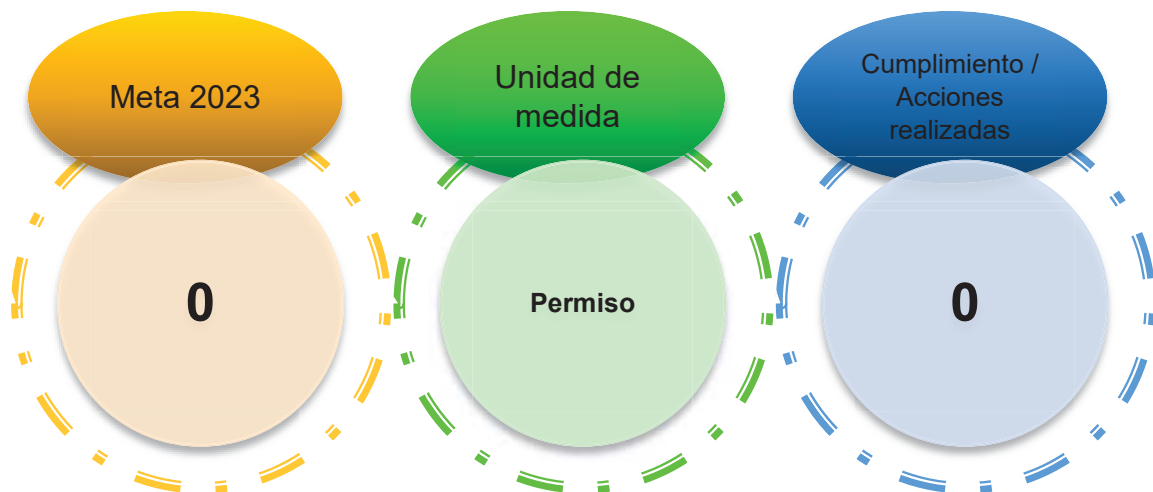 Meta 2023
Unidad de
medida
Cumplimiento /
Acciones
realizadas
0
Permiso
0